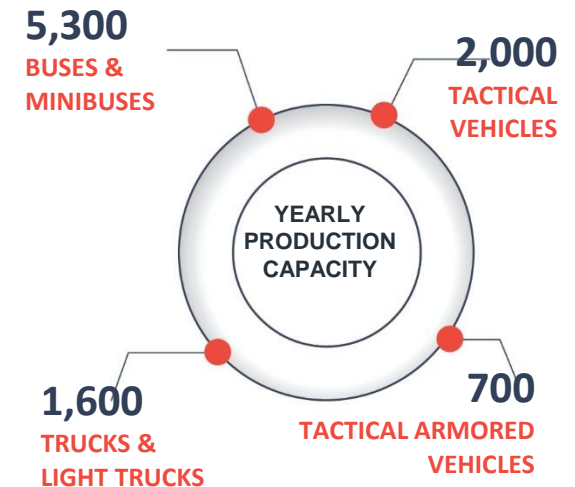 5,300
BUSES &
MINIBUSES
2,000
TACTICAL
VEHICLES
YEARLY
PRODUCTION
CAPACITY
1,600
TRUCKS &
LIGHT TRUCKS
700
TACTICAL ARMORED
VEHICLES